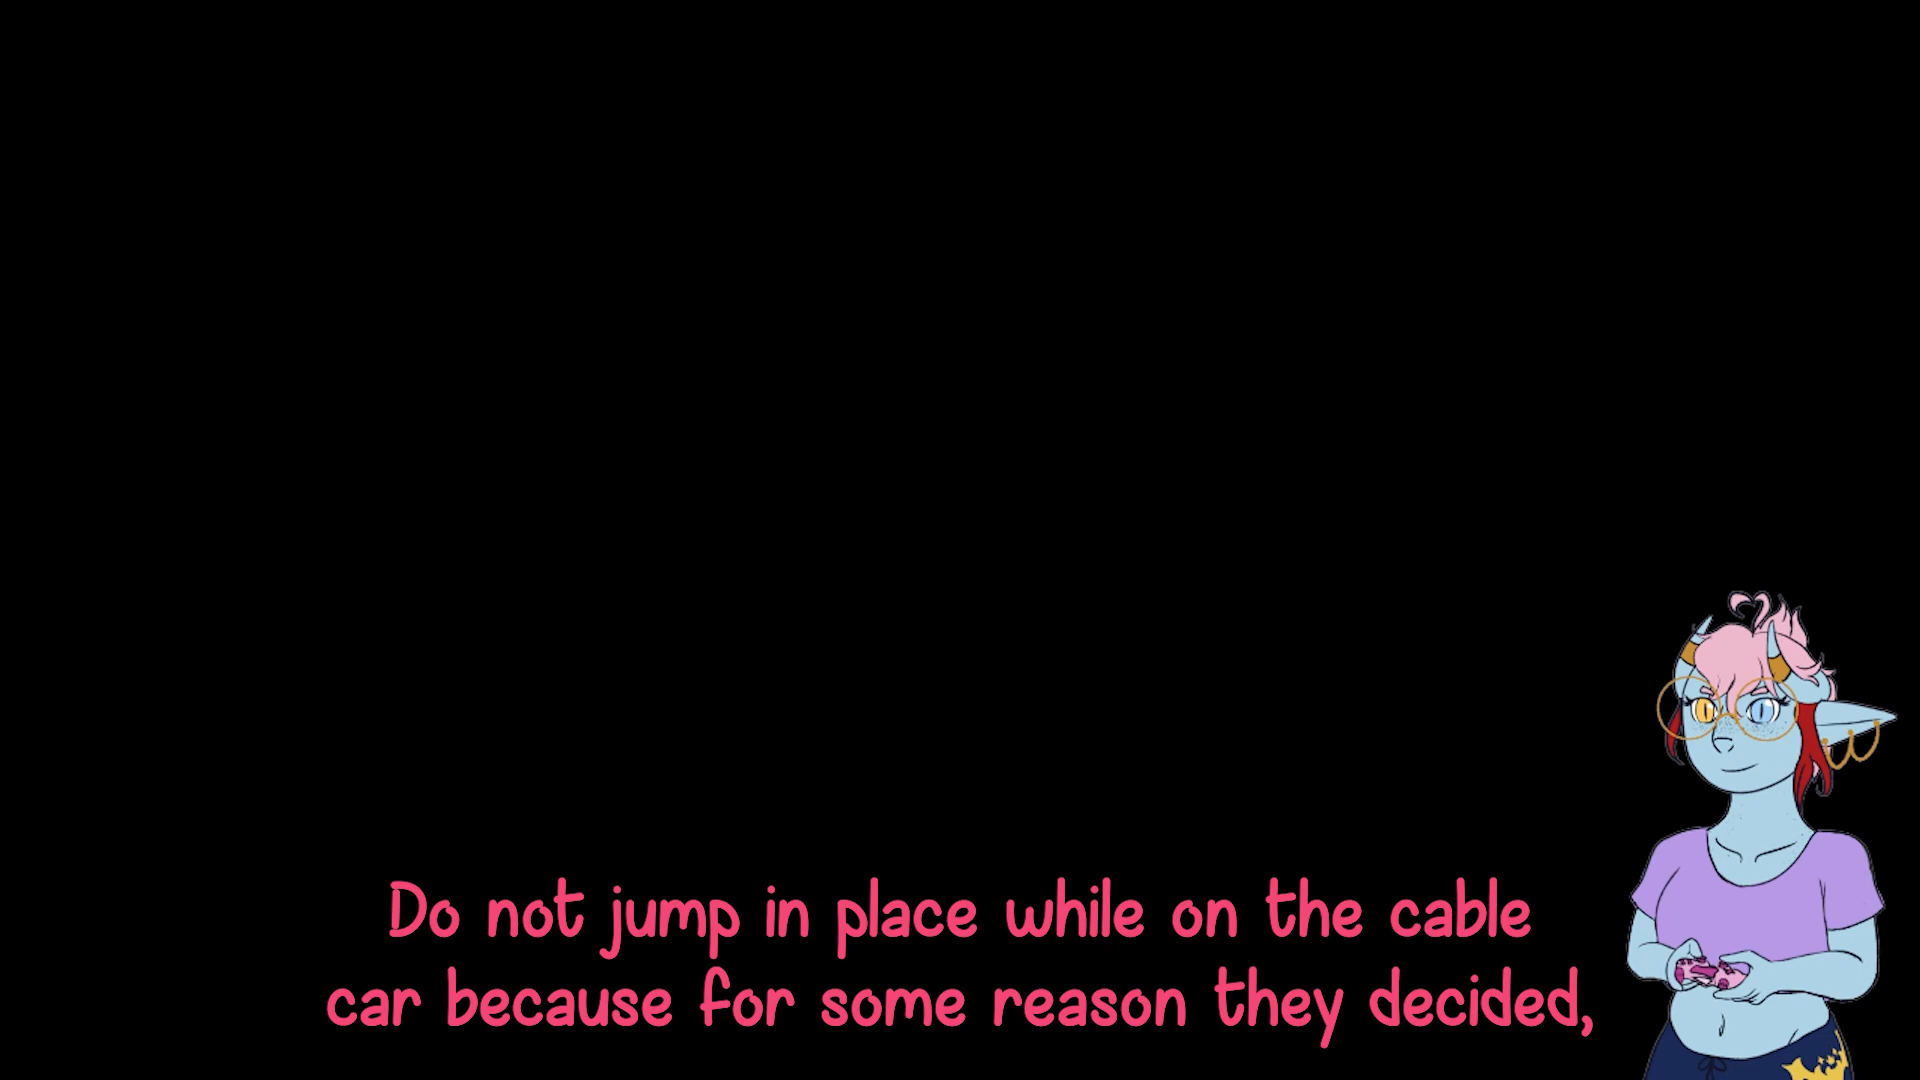 Do not jump in place while on the cable
car because for some reason they decided,